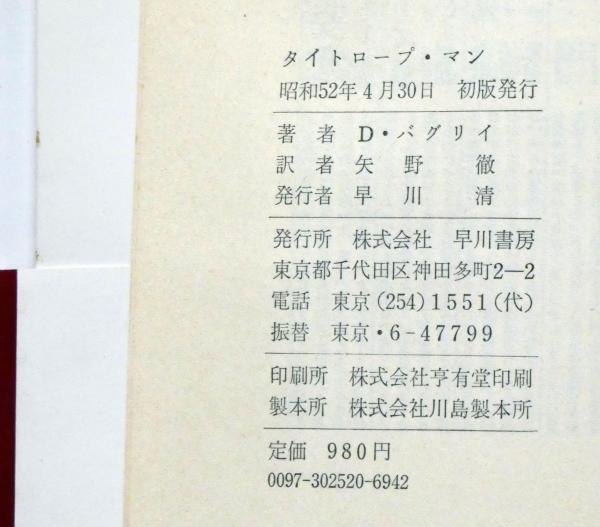 タイトロープ・マン
昭和52年4月30日 初版発行
著者 D・バグリイ
訳者 矢野 徹
発行者 早川 清
発行所 株式会社 早川書房
東京都千代田区神田多町2—2
電話 東京(254)1551(代)
振替 東京・6-47799
印刷所 株式会社亨有堂印刷
製本所 株式会社川島製本所
定価 980円
0097-302520-6942